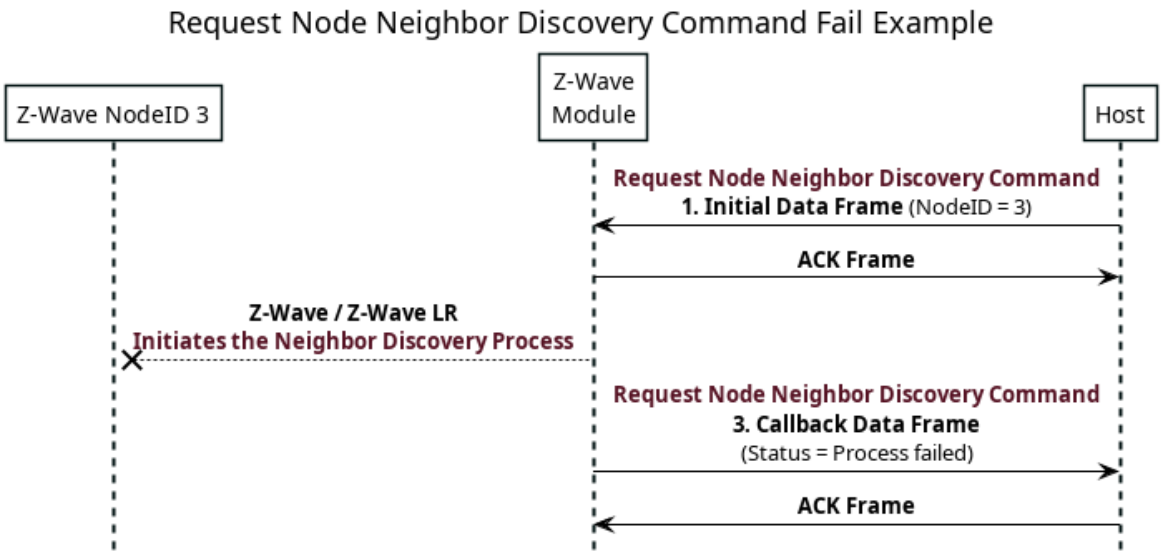 Request Node Neighbor Discovery Command Fail Example
Z-Wave NodeID 3
Z-Wave
Module
Host
Request Node Neighbor Discovery Command
1. Initial Data Frame (NodeID = 3)
ACK Frame
Z-Wave / Z-Wave LR
Initiates the Neighbor Discovery Process
Request Node Neighbor Discovery Command
3. Callback Data Frame
(Status = Process failed)
ACK Frame